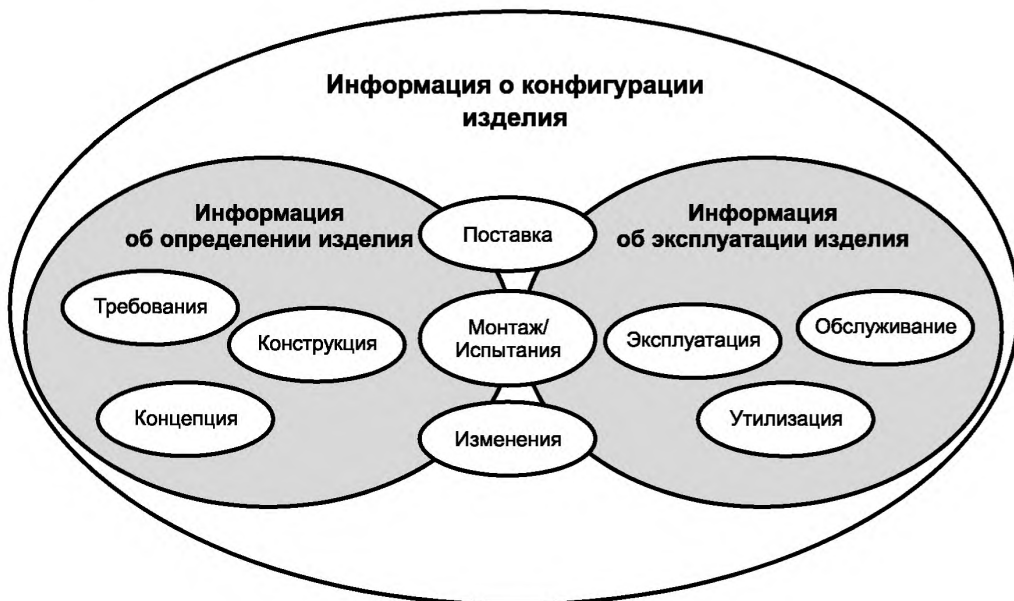 Информация о конфигурации
изделия
Информация
об определении изделия
Требования
Конструкция
Концепция
Поставка
Монтаж/
Испытания
Изменения
Информация
об эксплуатации изделия
Эксплуатация
Обслуживание
Утилизация